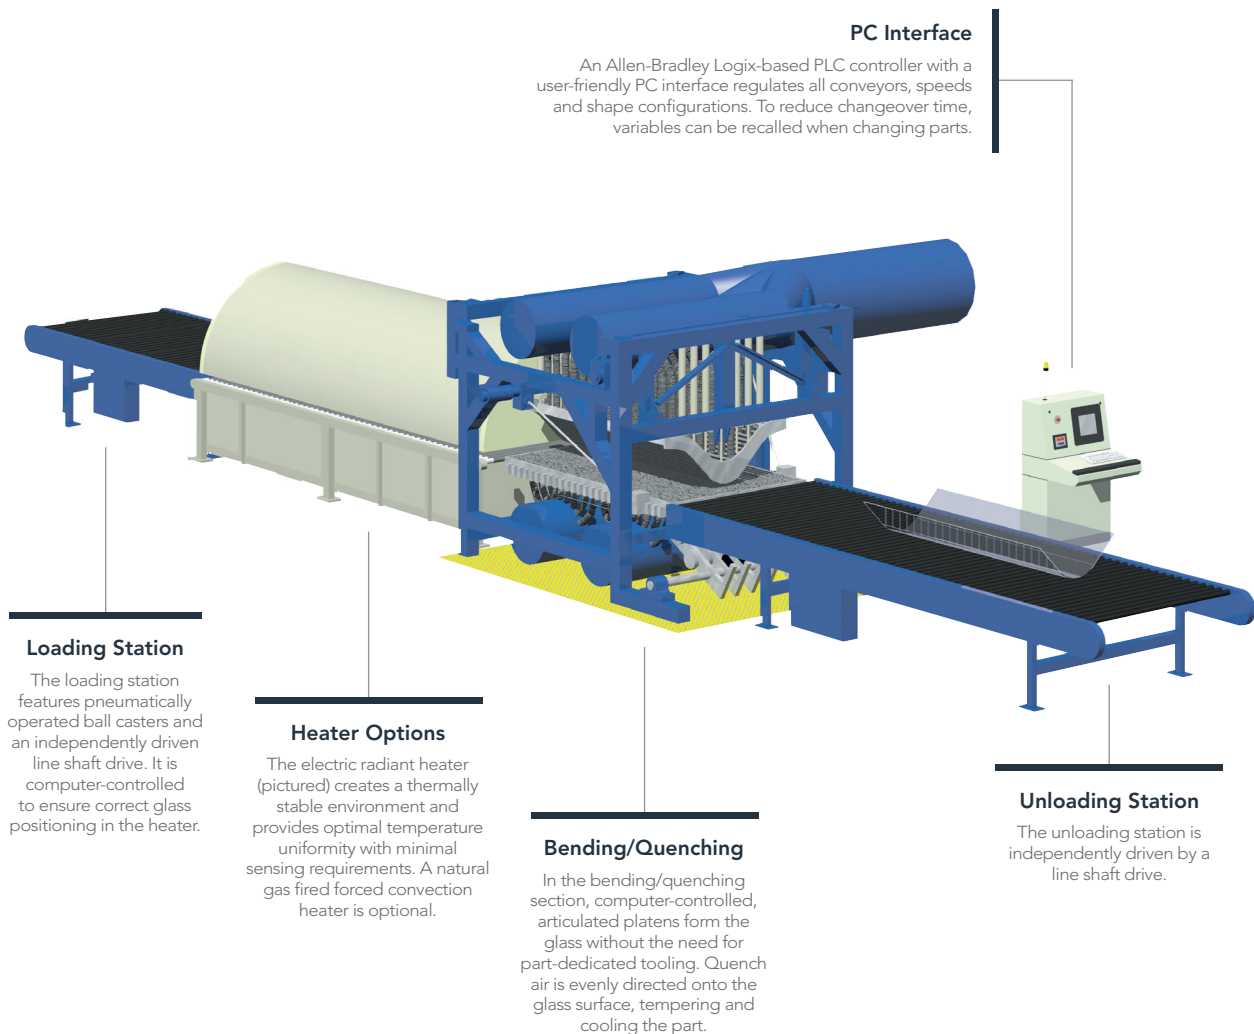 PC Interface
An Allen-Bradley Logix-based PLC controller with a
user-friendly PC interface regulates all conveyors, speeds
and shape configurations. To reduce changeover time,
variables can be recalled when changing parts.
Loading Station
The loading station
features pneumatically
operated ball casters and
an independently driven
line shaft drive. It is
computer-controlled
to ensure correct glass
positioning in the heater.
Heater Options
The electric radiant heater
(pictured) creates a thermally
stable environment and
provides optimal temperature
uniformity with minimal
sensing requirements. A natural
gas fired forced convection
heater is optional.
Bending/Quenching
In the bending/quenching
section, computer-controlled,
articulated platens form the
glass without the need for
part-dedicated tooling. Quench
air is evenly directed onto the
glass surface, tempering and
cooling the part.
Unloading Station
The unloading station is
independently driven by a
line shaft drive.